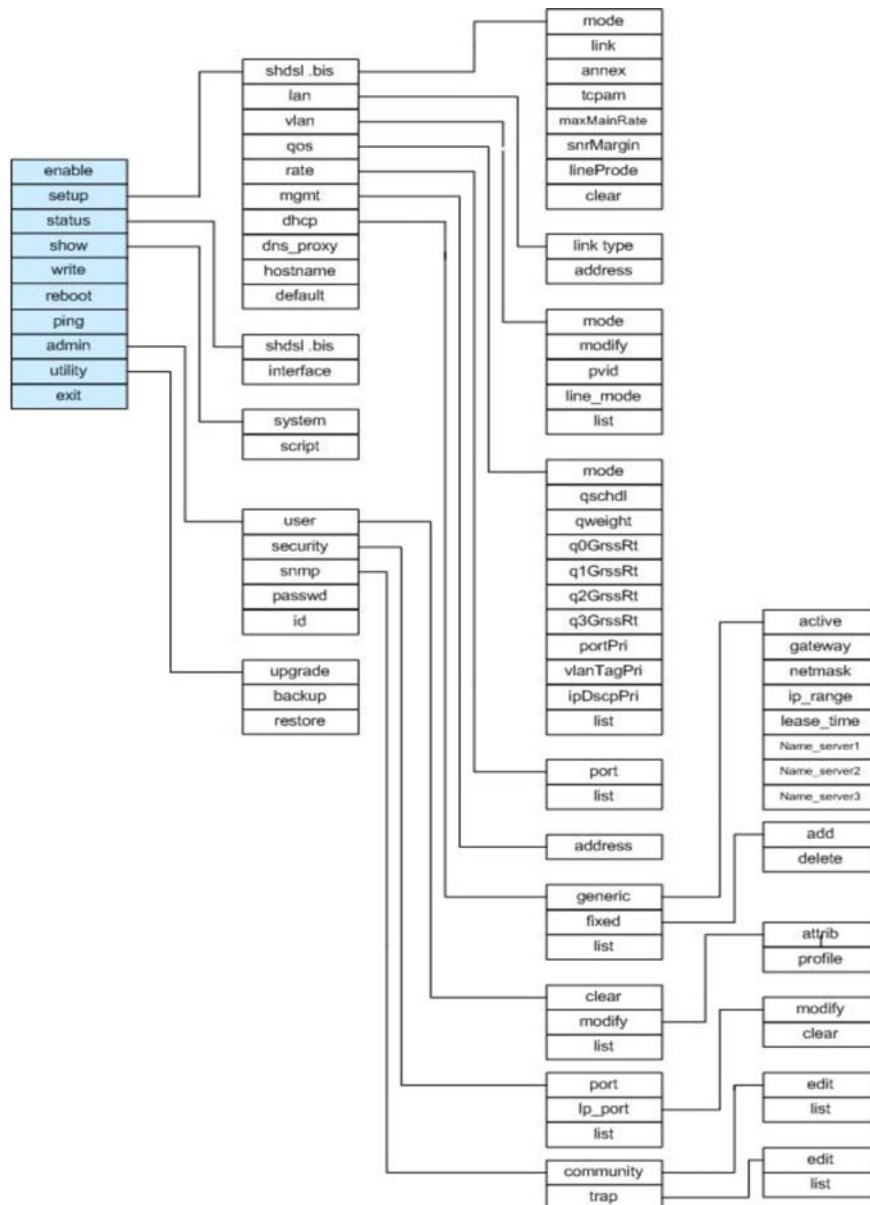 enable
setup
status
show
write
reboot
ping
admin
utility
exit
shdsl .bis
lan
vlan
qos
rate
mgmt
dhcp
dns_proxy
hostname
default
shdsl .bis
interface
system
script
user
security
snmp
passwd
id
upgrade
backup
restore
mode
link
annex
tcpam
maxMainRate
snrMargin
lineProde
clear
link type
address
mode
modify
pvid
line_mode
list
mode
qschdl
qweight
q0GrssRt
q1GrssRt
q2GrssRt
q3GrssRt
portPri
vlanTagPri
ipDscpPri
list
port
list
address
generic
fixed
list
clear
modify
list
port
Ip_port
list
community
trap
active
gateway
netmask
ip_range
lease_time
Name_server1
Name_server2
Name_server3
add
delete
attrib
profile
modify
clear
edit
list
edit
list